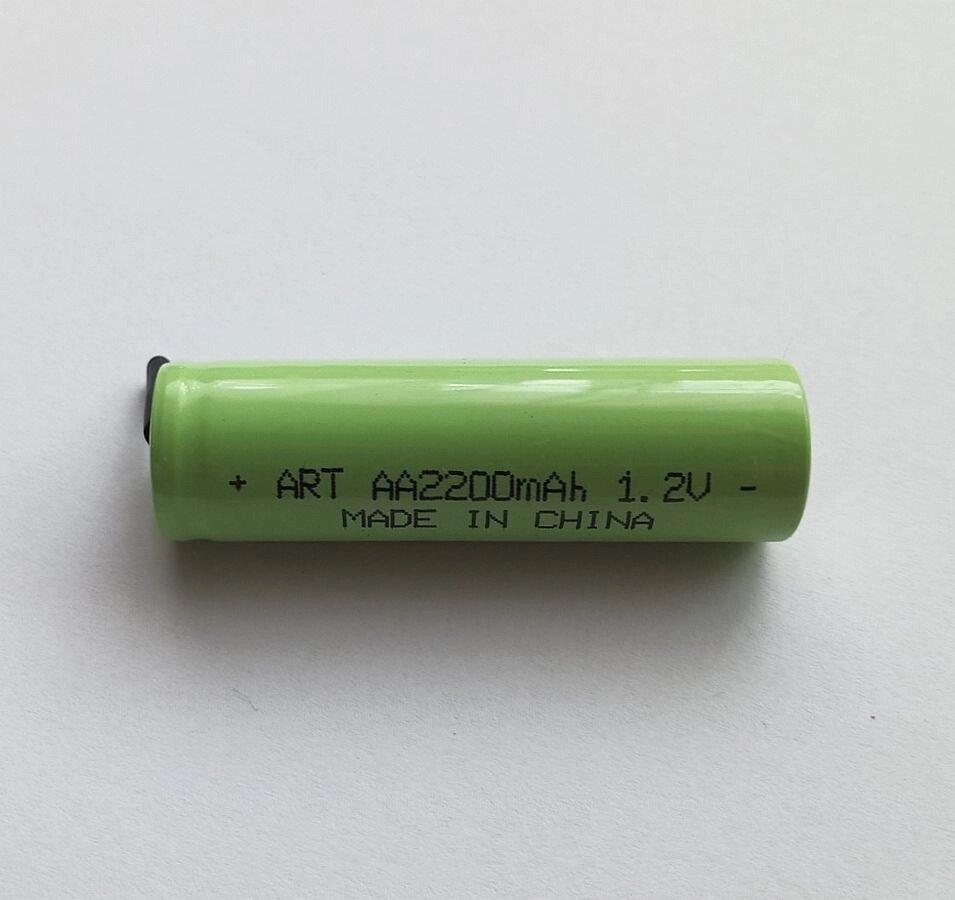 + ART AA2200mAh 1.2V -
MADE IN CHINA